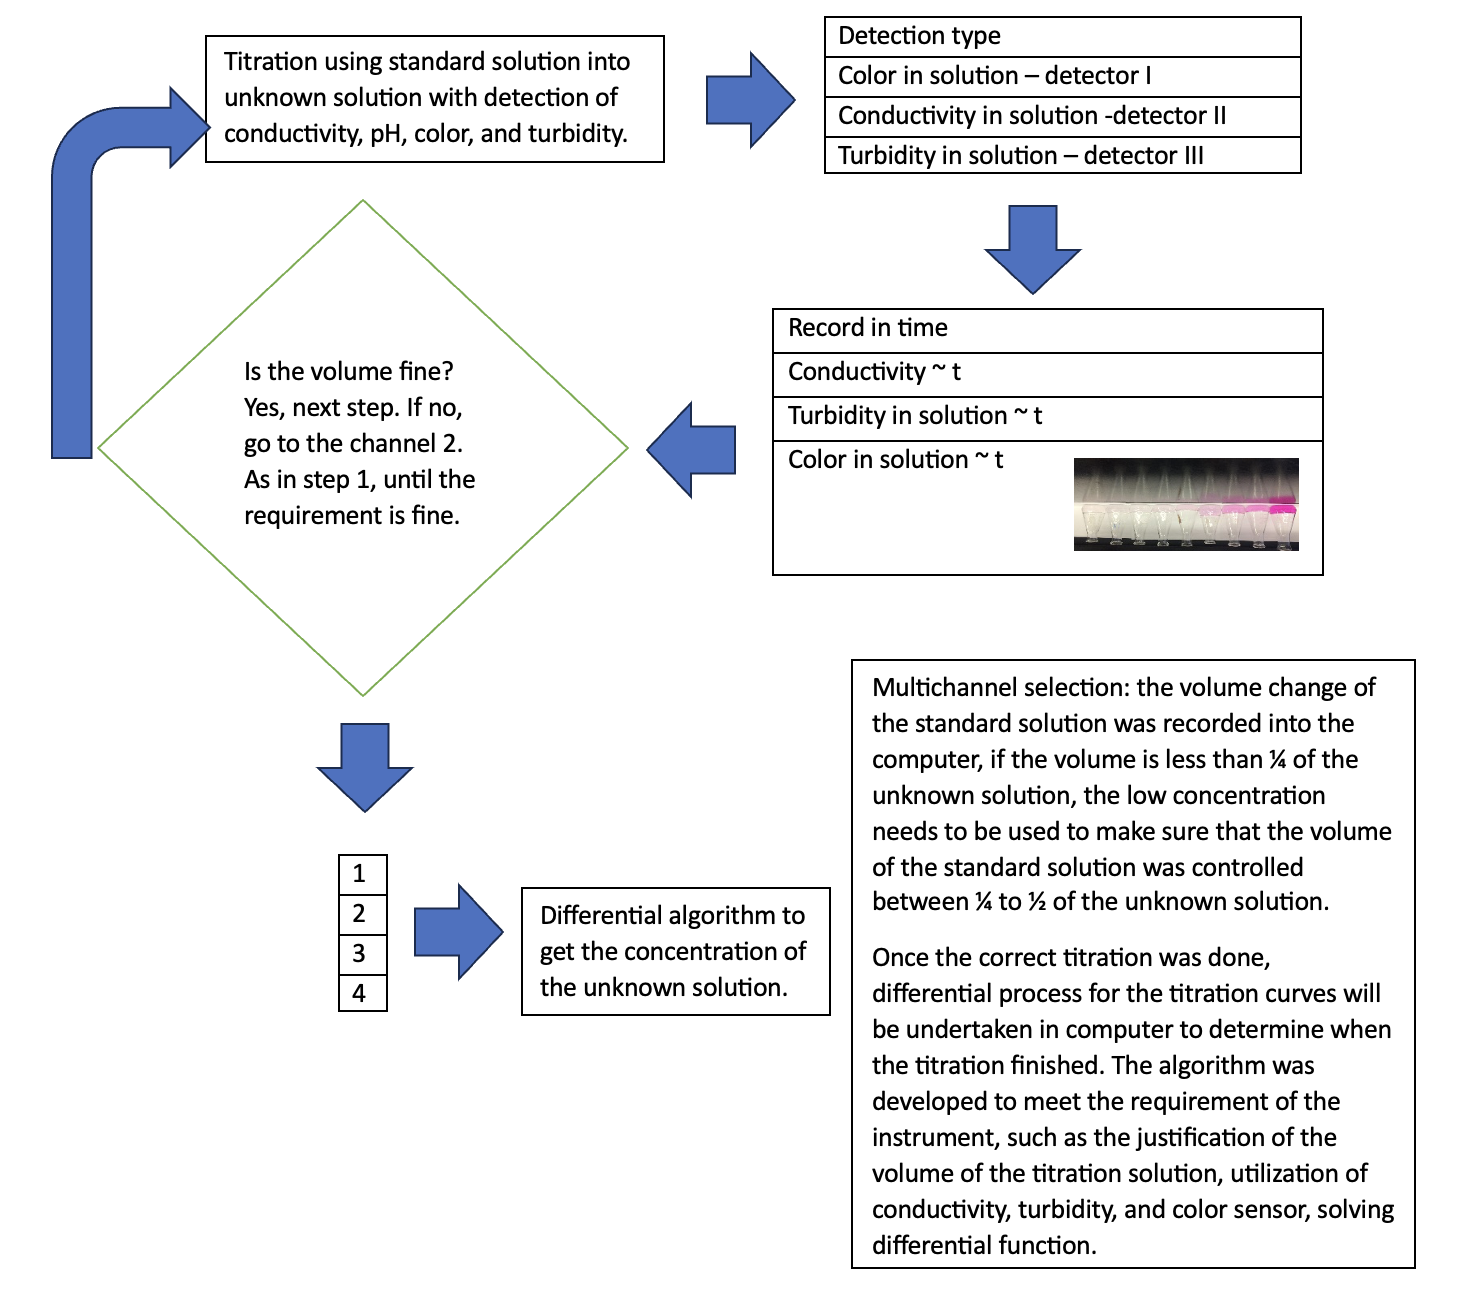 Titration using standard solution into
unknown solution with detection of
conductivity, pH, color, and turbidity.
Detection type
Color in solution – detector I
Conductivity in solution -detector II
Turbidity in solution – detector III
Record in time
Conductivity ~ t
Turbidity in solution ~ t
Color in solution ~ t
Is the volume fine?
Yes, next step. If no,
go to the channel 2.
As in step 1, until the
requirement is fine.
1
2
3
4
Differential algorithm to
get the concentration of
the unknown solution.
Multichannel selection: the volume change of
the standard solution was recorded into the
computer, if the volume is less than ¼ of the
unknown solution, the low concentration
needs to be used to make sure that the volume
of the standard solution was controlled
between ¼ to ½ of the unknown solution.
Once the correct titration was done,
differential process for the titration curves will
be undertaken in computer to determine when
the titration finished. The algorithm was
developed to meet the requirement of the
instrument, such as the justification of the
volume of the titration solution, utilization of
conductivity, turbidity, and color sensor, solving
differential function.